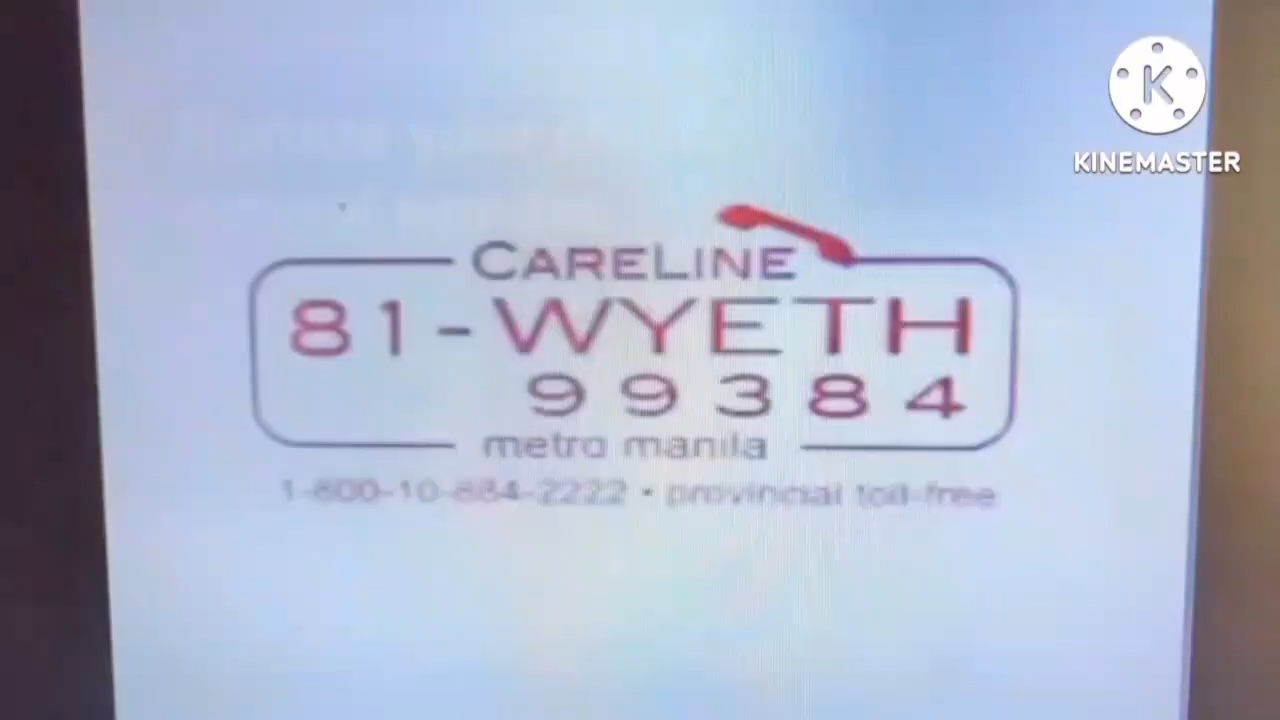 K
KINEMASTER
CARELINE
81-WYETH
99384
metro manila
1-800-10-884-2222 • provincial toll-free